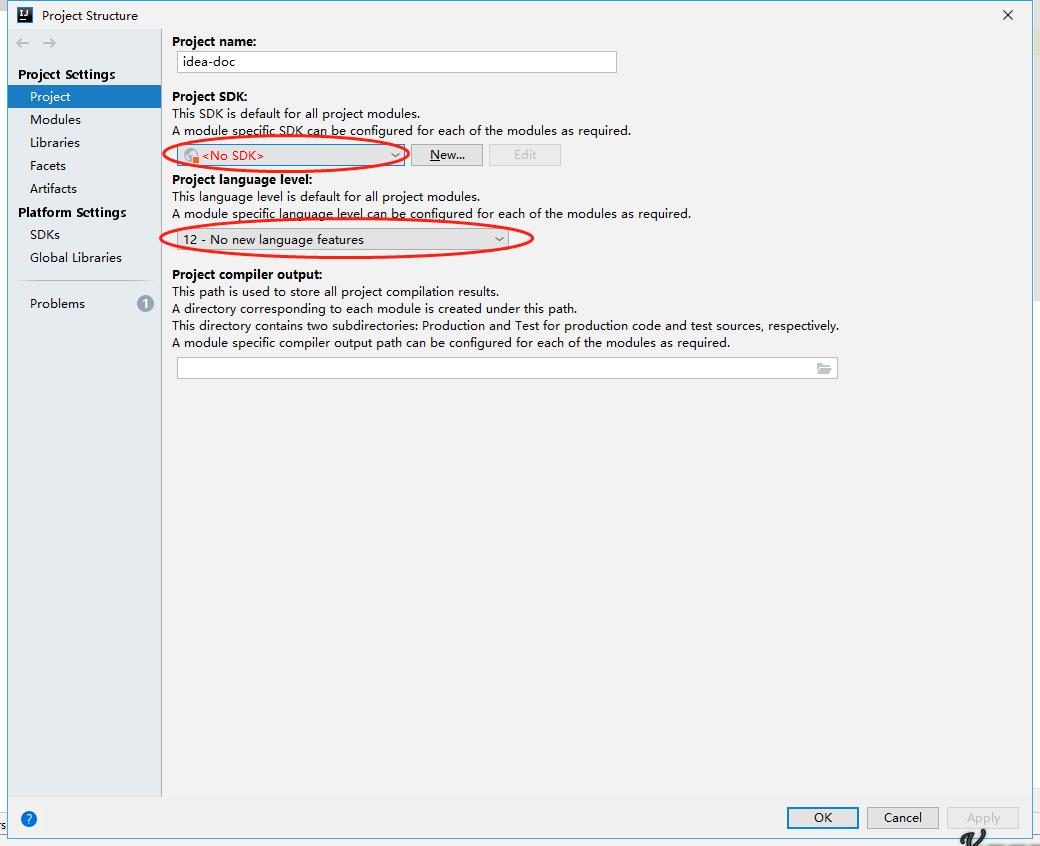 Project Structure
Project name:
idea-doc
Project Settings
Project
Modules
Libraries
Facets
Artifacts
Platform Settings
SDKs
Global Libraries
Problems
1
Project SDK:
This SDK is default for all project modules.
A module specific SDK can be configured for each of the modules as required.
<No SDK> New... Edit
Project language level:
This language level is default for all project modules.
A module specific language level can be configured for each of the modules as required.
12 - No new language features
Project compiler output:
This path is used to store all project compilation results.
A directory corresponding to each module is created under this path.
This directory contains two subdirectories: Production and Test for production code and test sources, respectively.
A module specific compiler output path can be configured for each of the modules as required.
? OK Cancel Apply